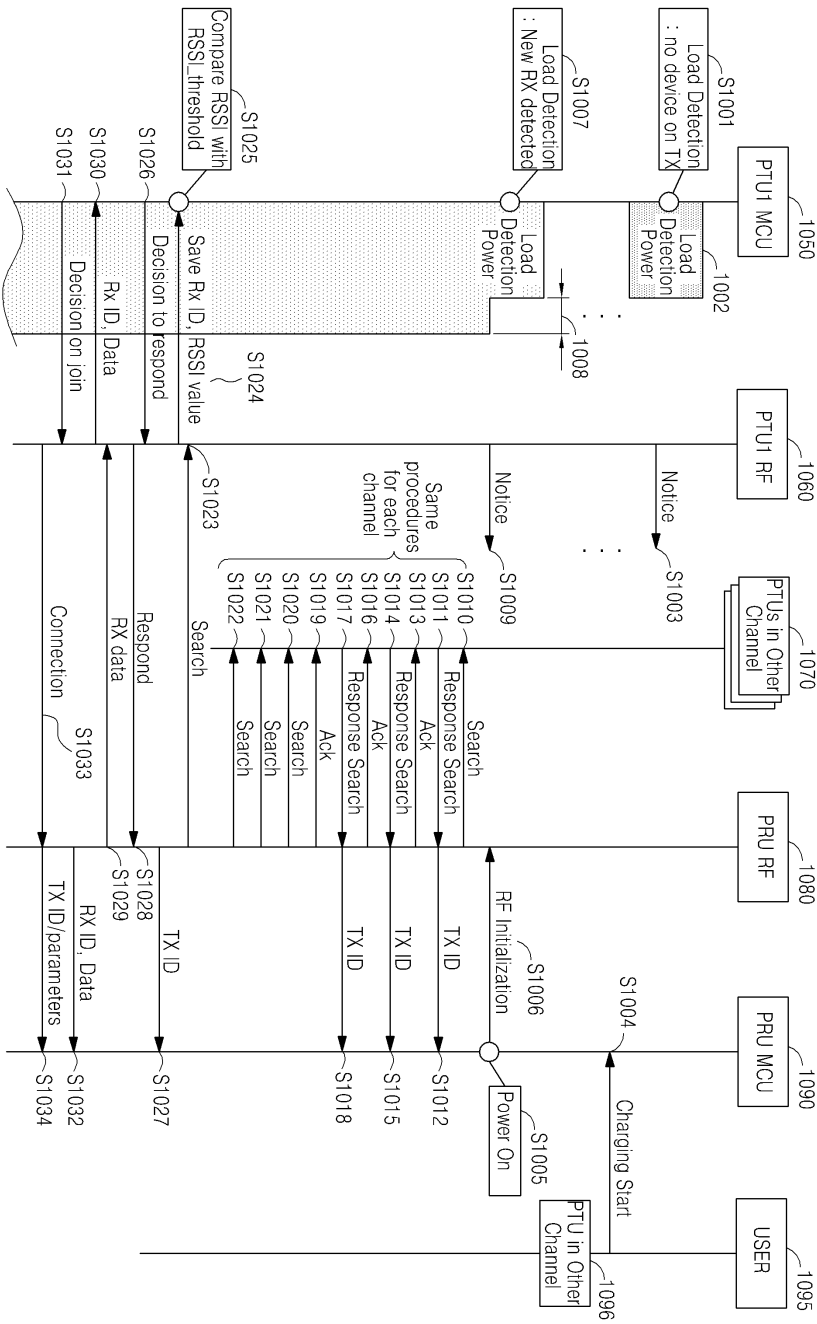 PTU1 MCU
1050
PTU1 RF
1060
PTUs in Other
Channel
1070
PRU RF
1080
PRU MCU
1090
USER
1095
S1001
Load Detection
: no device on TX
Load
Detection
Power
1002
Notice
S1003
. . .
. . .
S1004
Charging Start
PTU in Other
Channel
1096
S1007
Load Detection
: New RX detected
Load
Detection
Power
1008
Notice
S1009
RF Initialization
S1006
Power On
S1005
Same
procedures
for each
channel
S1010
Search
S1011
Response Search
TX ID
S1012
S1013
Ack
S1014
Response Search
TX ID
S1015
S1016
Ack
S1017
Response Search
TX ID
S1018
S1019
Ack
S1020
Search
S1021
Search
S1022
Search
S1023
Search
S1025
Compare RSSI with
RSSI_threshold
Save Rx ID, RSSI value
S1024
TX ID
S1027
S1026
Decision to respond
Respond
S1028
RX data
S1029
S1030
Rx ID, Data
RX ID, Data
S1032
S1031
Decision on join
Connection
S1033
TX ID/parameters
S1034